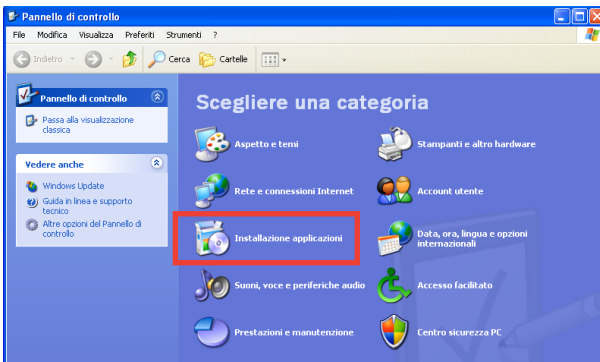 Pannello di controllo
File Modifica Visualizza Preferiti Strumenti ?
Indietro Cerca Cartelle
Pannello di controllo
Passa alla visualizzazione
classica
Vedere anche
Windows Update
Guida in linea e supporto
tecnico
Altre opzioni del Pannello di
controllo
Scegliere una categoria
Aspetto e temi
Stampanti e altro hardware
Rete e connessioni Internet
Account utente
Installazione applicazioni
Data, ora, lingua e opzioni
internazionali
Suoni, voce e periferiche audio
Accesso facilitato
Prestazioni e manutenzione
Centro sicurezza PC